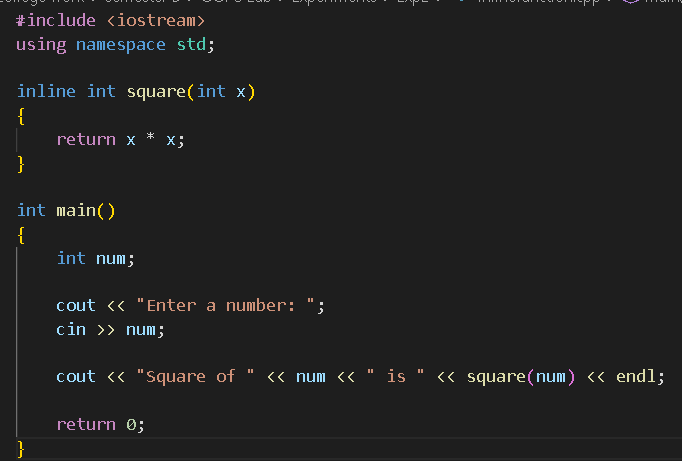 #include <iostream>
using namespace std;
inline int square(int x)
{
return x * x;
}
int main()
{
int num;
cout << "Enter a number: ";
cin >> num;
cout << "Square of " << num << " is " << square(num) << endl;
return 0;
}